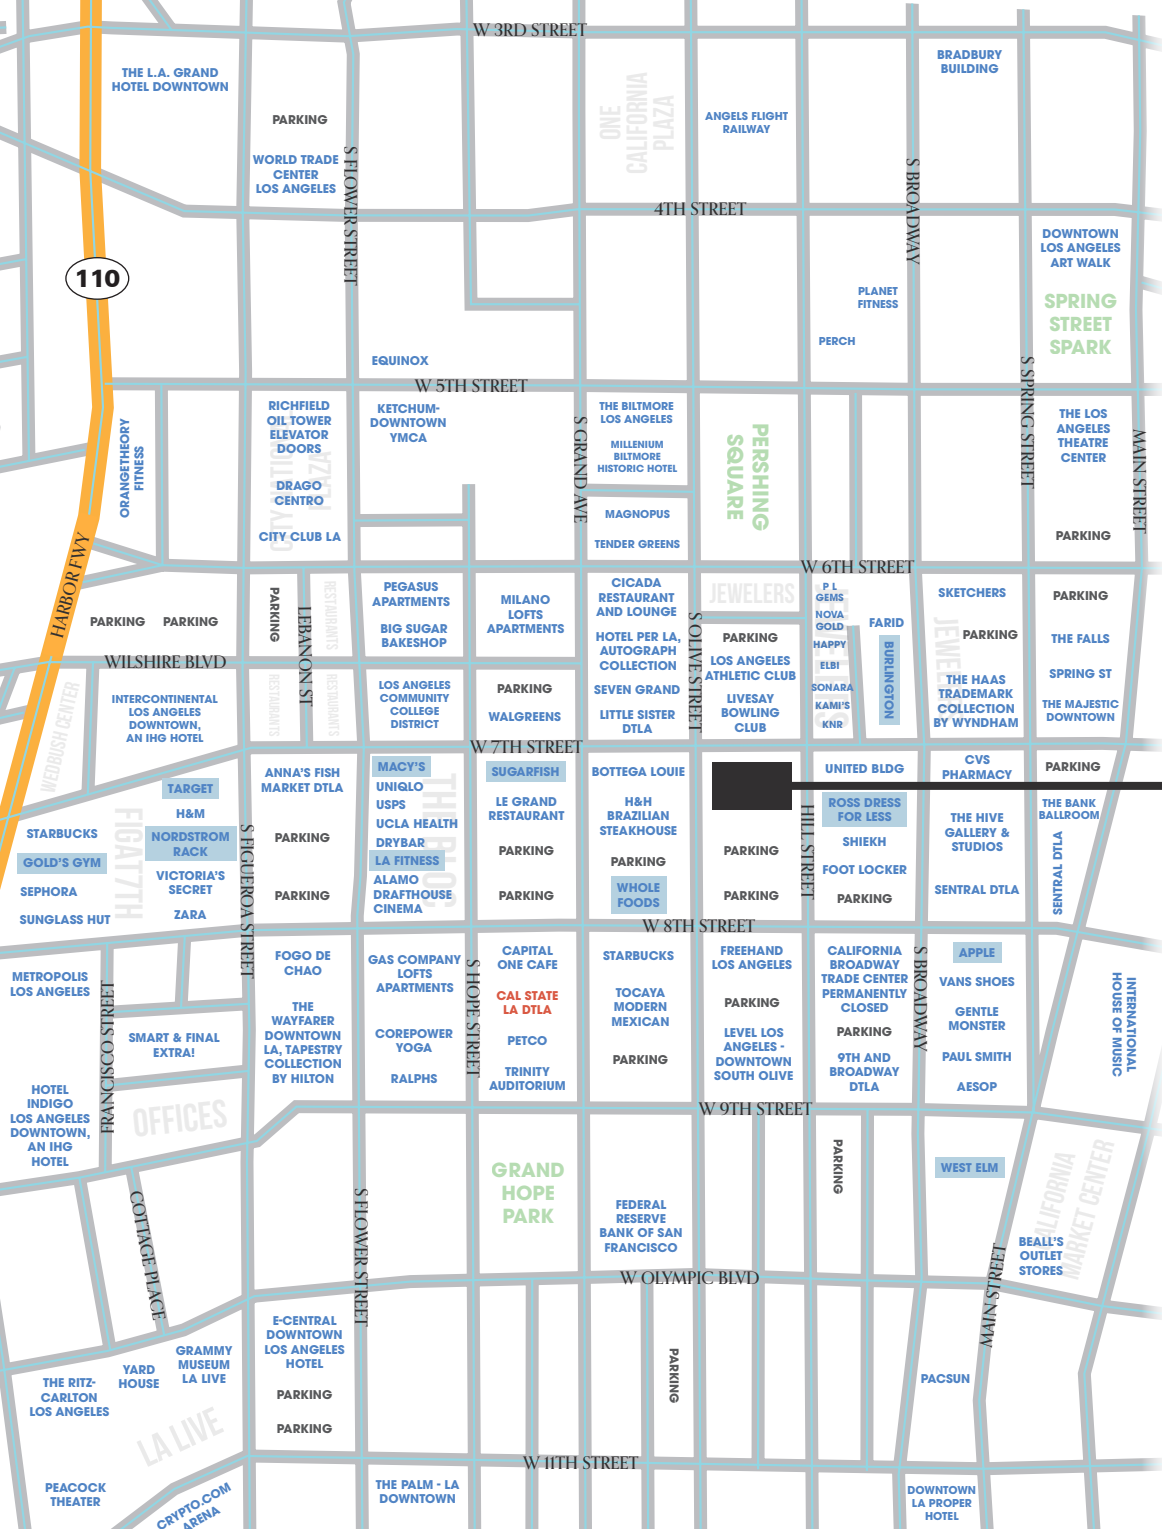 W 3RD STREET
THE L.A. GRAND
HOTEL DOWNTOWN
PARKING
WORLD TRADE
CENTER
LOS ANGELES
S FLOWER STREET
ONE
CALIFORNIA
PLAZA
ANGELS FLIGHT
RAILWAY
BRADBURY
BUILDING
S BROADWAY
4TH STREET
DOWNTOWN
LOS ANGELES
ART WALK
SPRING
STREET
SPARK
110
PLANET
FITNESS
PERCH
EQUINOX
W 5TH STREET
S SPRING STREET
MAIN STREET
ORANGETHEORY
FITNESS
RICHFIELD
OIL TOWER
ELEVATOR
DOORS
DRAGO
CENTRO
CITY CLUB LA
PLAZA
KETCHUM-
DOWNTOWN
YMCA
S GRAND AVE
THE BILTMORE
LOS ANGELES
MILLENIUM
BILTMORE
HISTORIC HOTEL
MAGNOPUS
TENDER GREENS
PERSHING
SQUARE
THE LOS
ANGELES
THEATRE
CENTER
PARKING
HARBOR FWY
W 6TH STREET
PARKING
PARKING
PARKING
LEBANON ST
RESTAURANTS
PEGASUS
APARTMENTS
BIG SUGAR
BAKESHOP
MILANO
LOFTS
APARTMENTS
CICADA
RESTAURANT
AND LOUNGE
HOTEL PER LA,
AUTOGRAPH
COLLECTION
SEVEN GRAND
LITTLE SISTER
DTLA
S OLIVE STREET
JEWELERS
PARKING
LOS ANGELES
ATHLETIC CLUB
LIVESAY
BOWLING
CLUB
P L
GEMS
NOVA
GOLD
HAPPY
ELBI
SONARA
KAMI'S
KNR
JEWELERS
FARID
BURLINGTON
SKETCHERS
PARKING
THE HAAS
TRADEMARK
COLLECTION
BY WYNDHAM
PARKING
THE FALLS
SPRING ST
THE MAJESTIC
DOWNTOWN
WILSHIRE BLVD
WEDBUSH CENTER
INTERCONTINENTAL
LOS ANGELES
DOWNTOWN,
AN IHG HOTEL
RESTAURANTS
RESTAURANTS
LOS ANGELES
COMMUNITY
COLLEGE
DISTRICT
PARKING
WALGREENS
W 7TH STREET
TARGET
H&M
NORDSTROM
RACK
VICTORIA'S
SECRET
ZARA
STARBUCKS
GOLD'S GYM
SEPHORA
SUNGLASS HUT
FIGAT7TH
S FIGUEROA STREET
ANNA'S FISH
MARKET DTLA
PARKING
PARKING
MACY'S
UNIQLO
USPS
UCLA HEALTH
DRYBAR
LA FITNESS
ALAMO
DRAFTHOUSE
CINEMA
THE BLOC
SUGARFISH
LE GRAND
RESTAURANT
PARKING
PARKING
BOTTEGA LOUIE
H&H
BRAZILIAN
STEAKHOUSE
PARKING
WHOLE
FOODS
PARKING
PARKING
HILL STREET
UNITED BLDG
ROSS DRESS
FOR LESS
SHIEKH
FOOT LOCKER
PARKING
CVS
PHARMACY
THE HIVE
GALLERY &
STUDIOS
SENTRAL DTLA
PARKING
THE BANK
BALLROOM
SENTRAL DTLA
W 8TH STREET
METROPOLIS
LOS ANGELES
FRANCISCO STREET
SMART & FINAL
EXTRA!
OFFICES
HOTEL
INDIGO
LOS ANGELES
DOWNTOWN,
AN IHG
HOTEL
FOGO DE
CHAO
THE
WAYFARER
DOWNTOWN
LA, TAPESTRY
COLLECTION
BY HILTON
GAS COMPANY
LOFTS
APARTMENTS
COREPOWER
YOGA
RALPHS
S HOPE STREET
CAPITAL
ONE CAFE
CAL STATE
LA DTLA
PETCO
TRINITY
AUDITORIUM
STARBUCKS
TOCAYA
MODERN
MEXICAN
PARKING
FREEHAND
LOS ANGELES
PARKING
LEVEL LOS
ANGELES -
DOWNTOWN
SOUTH OLIVE
CALIFORNIA
BROADWAY
TRADE CENTER
PERMANENTLY
CLOSED
PARKING
9TH AND
BROADWAY
DTLA
S BROADWAY
APPLE
VANS SHOES
GENTLE
MONSTER
PAUL SMITH
AESOP
INTERNATIONAL
HOUSE OF MUSIC
W 9TH STREET
COTTAGE PLACE
S FLOWER STREET
GRAND
HOPE
PARK
FEDERAL
RESERVE
BANK OF SAN
FRANCISCO
PARKING
WEST ELM
CALIFORNIA
MARKET CENTER
BEALL'S
OUTLET
STORES
MAIN STREET
W OLYMPIC BLVD
E-CENTRAL
DOWNTOWN
LOS ANGELES
HOTEL
PARKING
PARKING
GRAMMY
MUSEUM
LA LIVE
YARD
HOUSE
THE RITZ-
CARLTON
LOS ANGELES
LA LIVE
PARKING
PACSUN
W 11TH STREET
PEACOCK
THEATER
CRYPTO.COM
ARENA
THE PALM - LA
DOWNTOWN
DOWNTOWN
LA PROPER
HOTEL